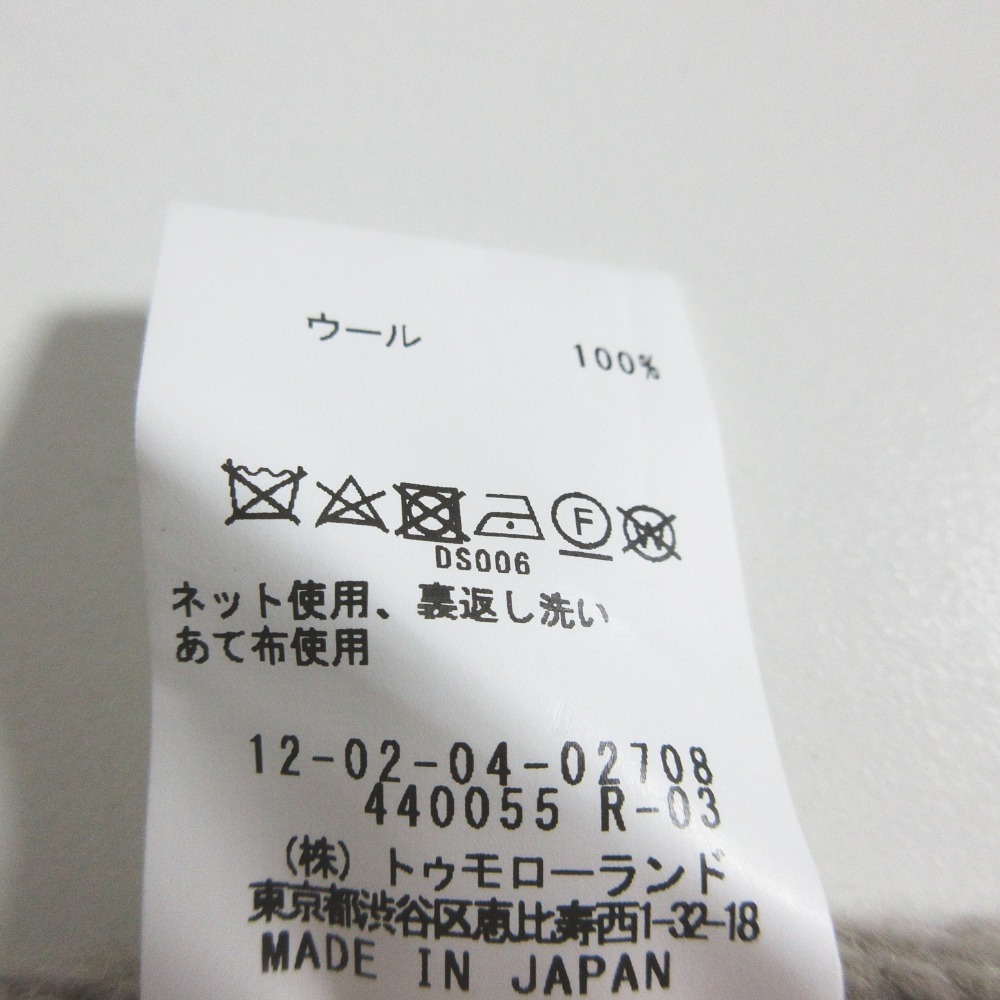 ウール 100%
F W
DS006
ネット使用、裏返し洗い
あて布使用
12-02-04-02708
440055 R-03
(株)トゥモローランド
東京都渋谷区恵比寿西1-32-18
MADE IN JAPAN